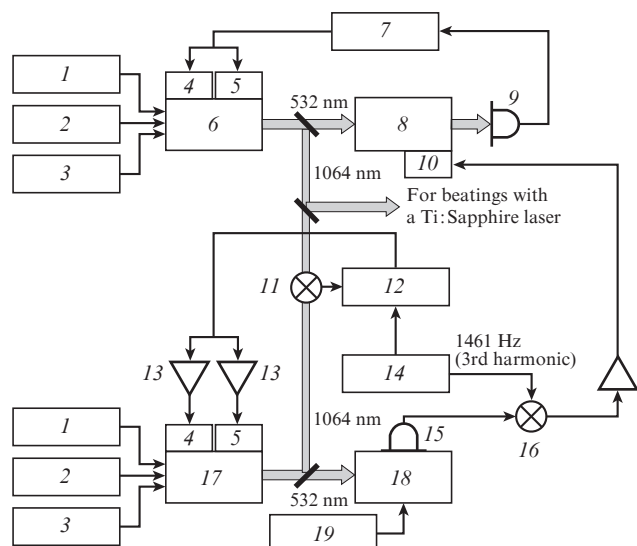 7
1
4 5
532 nm
9
2
6
8
3
10
1064 nm
For beatings with
a Ti:Sapphire laser
11
12
1461 Hz
(3rd harmonic)
13
13
14
1
1064 nm
15
4 5
16
2
17
18
3
532 nm
19